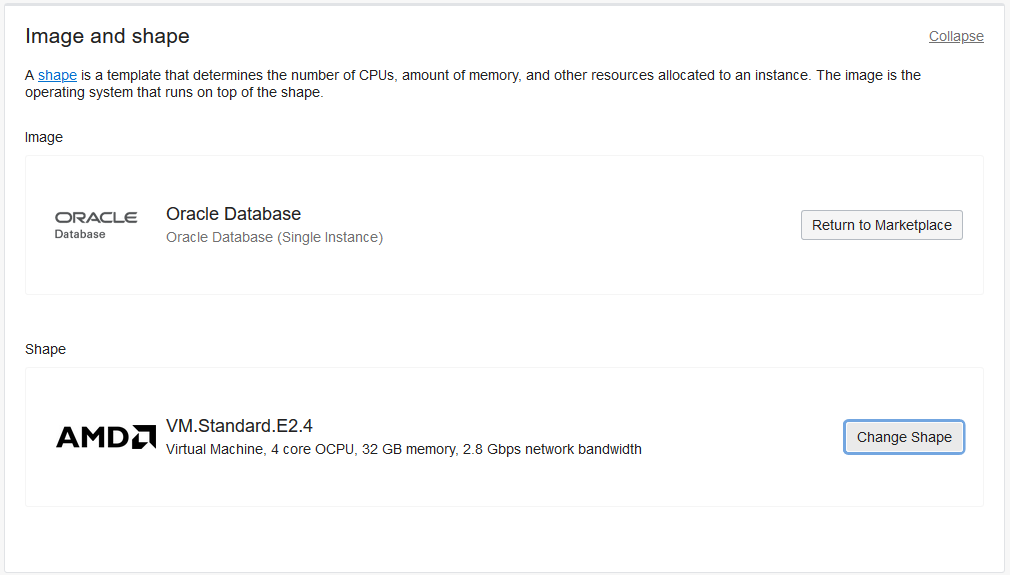 Image and shape
Collapse
A shape is a template that determines the number of CPUs, amount of memory, and other resources allocated to an instance. The image is the
operating system that runs on top of the shape.
Image
ORACLE
Database
Oracle Database
Oracle Database (Single Instance)
Return to Marketplace
Shape
AMD
VM.Standard.E2.4
Virtual Machine, 4 core OCPU, 32 GB memory, 2.8 Gbps network bandwidth
Change Shape